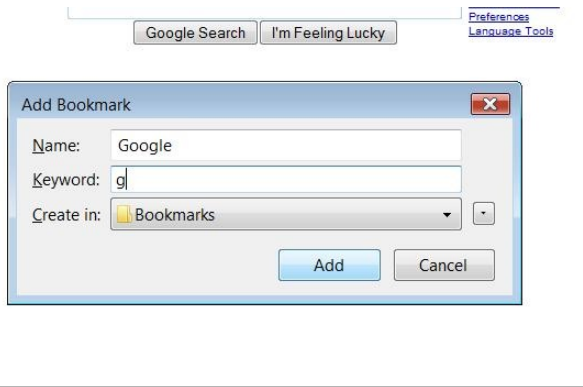 Preferences
Google Search I'm Feeling Lucky Language Tools
Add Bookmark
Name: Google
Keyword: g
Create in: Bookmarks
Add Cancel